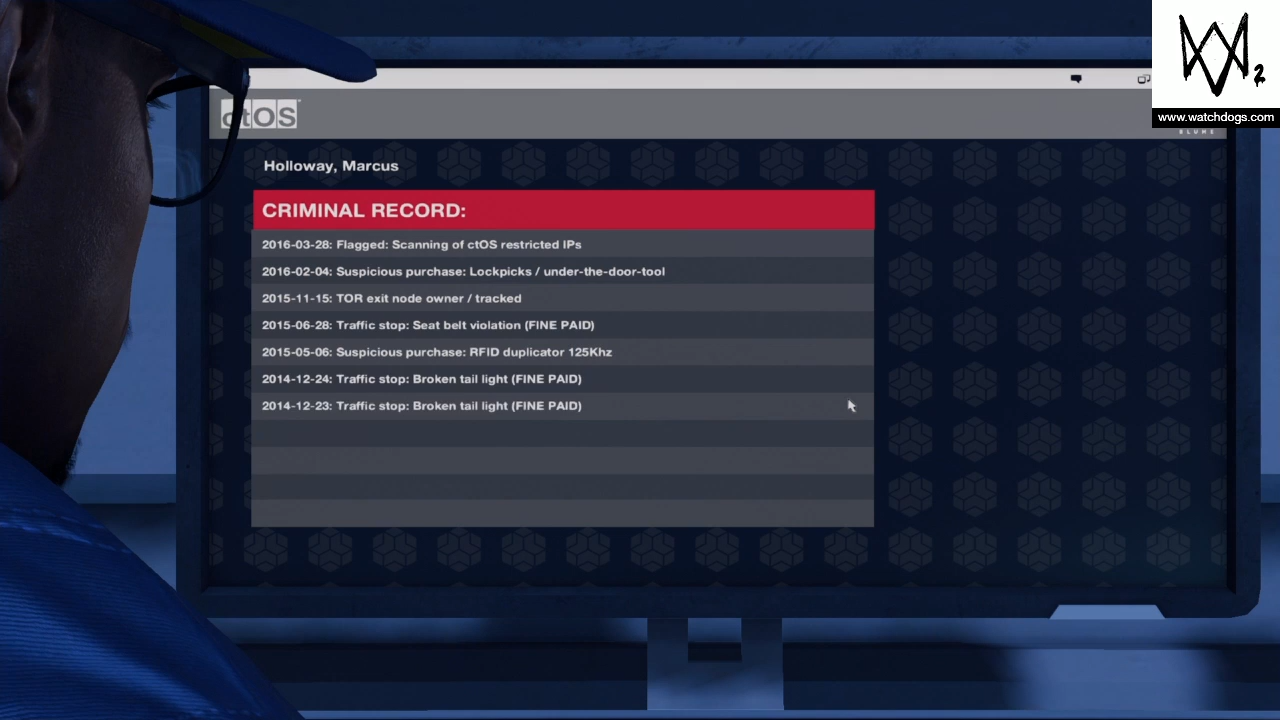 2
www.watchdogs.com
ctOS
BLUME
Holloway, Marcus
CRIMINAL RECORD:
2016-03-28: Flagged: Scanning of ctOS restricted IPs
2016-02-04: Suspicious purchase: Lockpicks / under-the-door-tool
2015-11-15: TOR exit node owner / tracked
2015-06-28: Traffic stop: Seat belt violation (FINE PAID)
2015-05-06: Suspicious purchase: RFID duplicator 125Khz
2014-12-24: Traffic stop: Broken tail light (FINE PAID)
2014-12-23: Traffic stop: Broken tail light (FINE PAID)